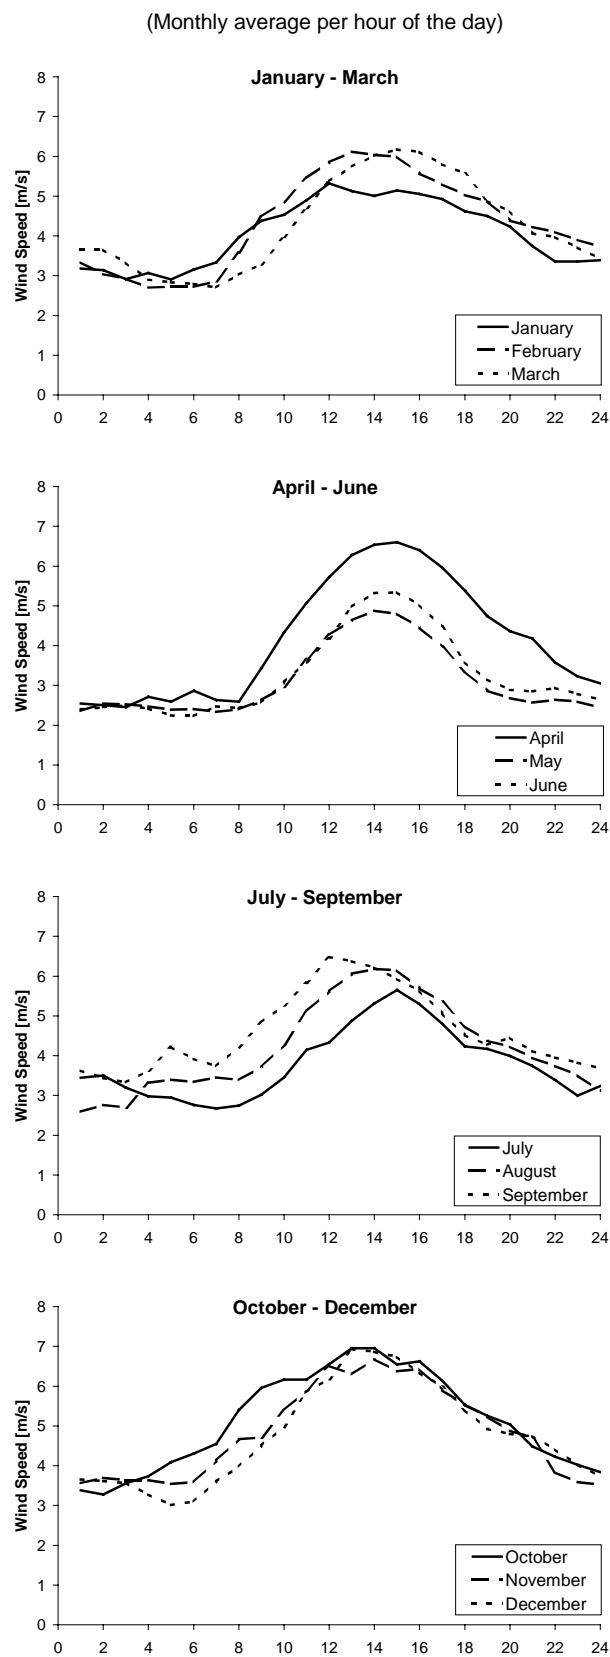 (Monthly average per hour of the day)
January - March
8
7
6
5
4
3
2
1
0
Wind Speed [m/s]
January
February
March
0 2 4 6 8 10 12 14 16 18 20 22 24
April - June
8
7
6
5
4
3
2
1
0
Wind Speed [m/s]
April
May
June
0 2 4 6 8 10 12 14 16 18 20 22 24
July - September
8
7
6
5
4
3
2
1
0
Wind Speed [m/s]
July
August
September
0 2 4 6 8 10 12 14 16 18 20 22 24
October - December
8
7
6
5
4
3
2
1
0
Wind Speed [m/s]
October
November
December
0 2 4 6 8 10 12 14 16 18 20 22 24